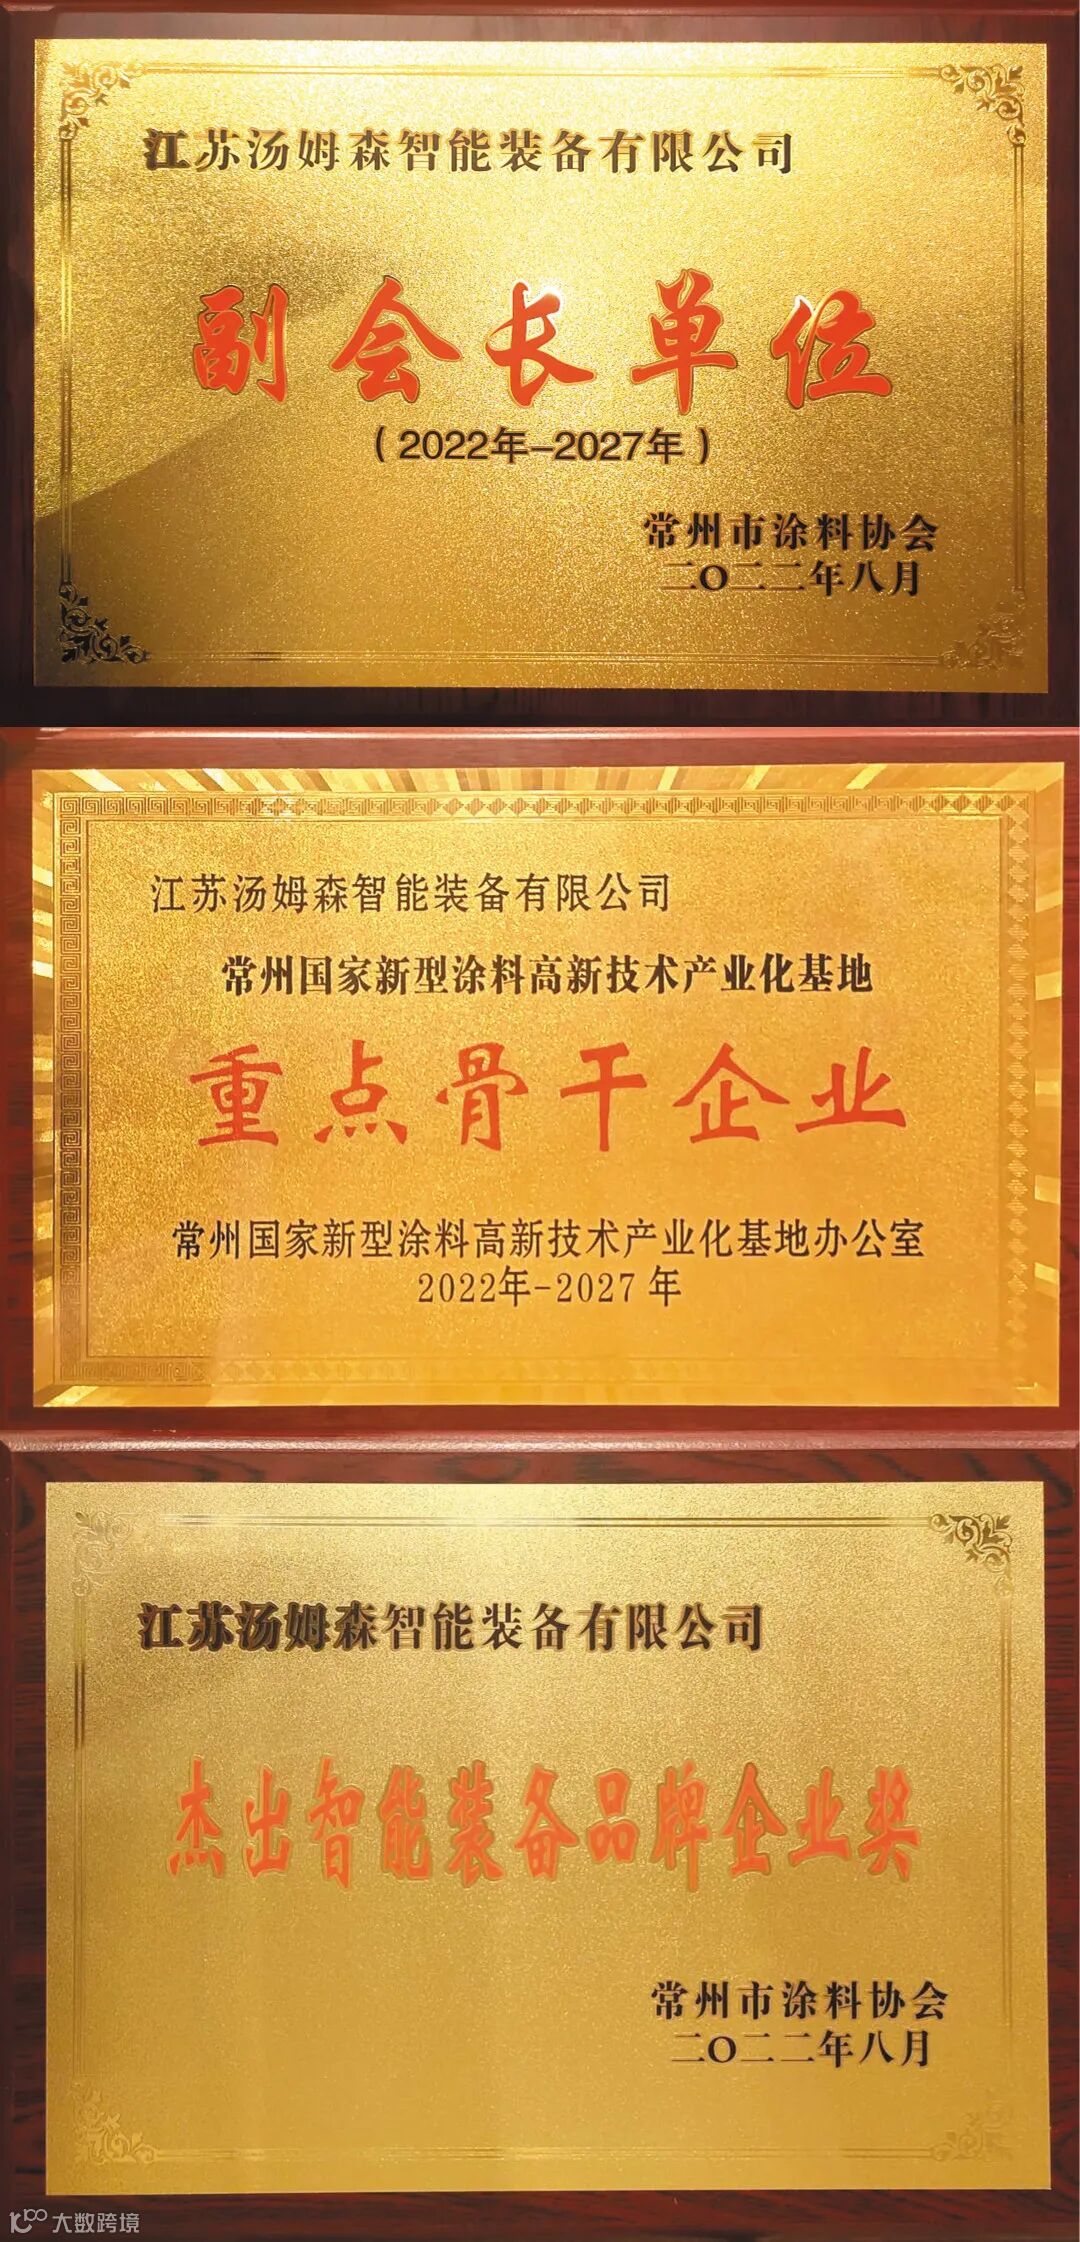 江苏汤姆森智能装备有限公司
副会长单位
（2022年-2027年）
常州市涂料协会
二〇二二年八月
江苏汤姆森智能装备有限公司
常州国家新型涂料高新技术产业化基地
重点骨干企业
常州国家新型涂料高新技术产业化基地办公室
2022年-2027年
江苏汤姆森智能装备有限公司
杰出智能装备品牌企业奖
常州市涂料协会
二〇二二年八月
大数跨境